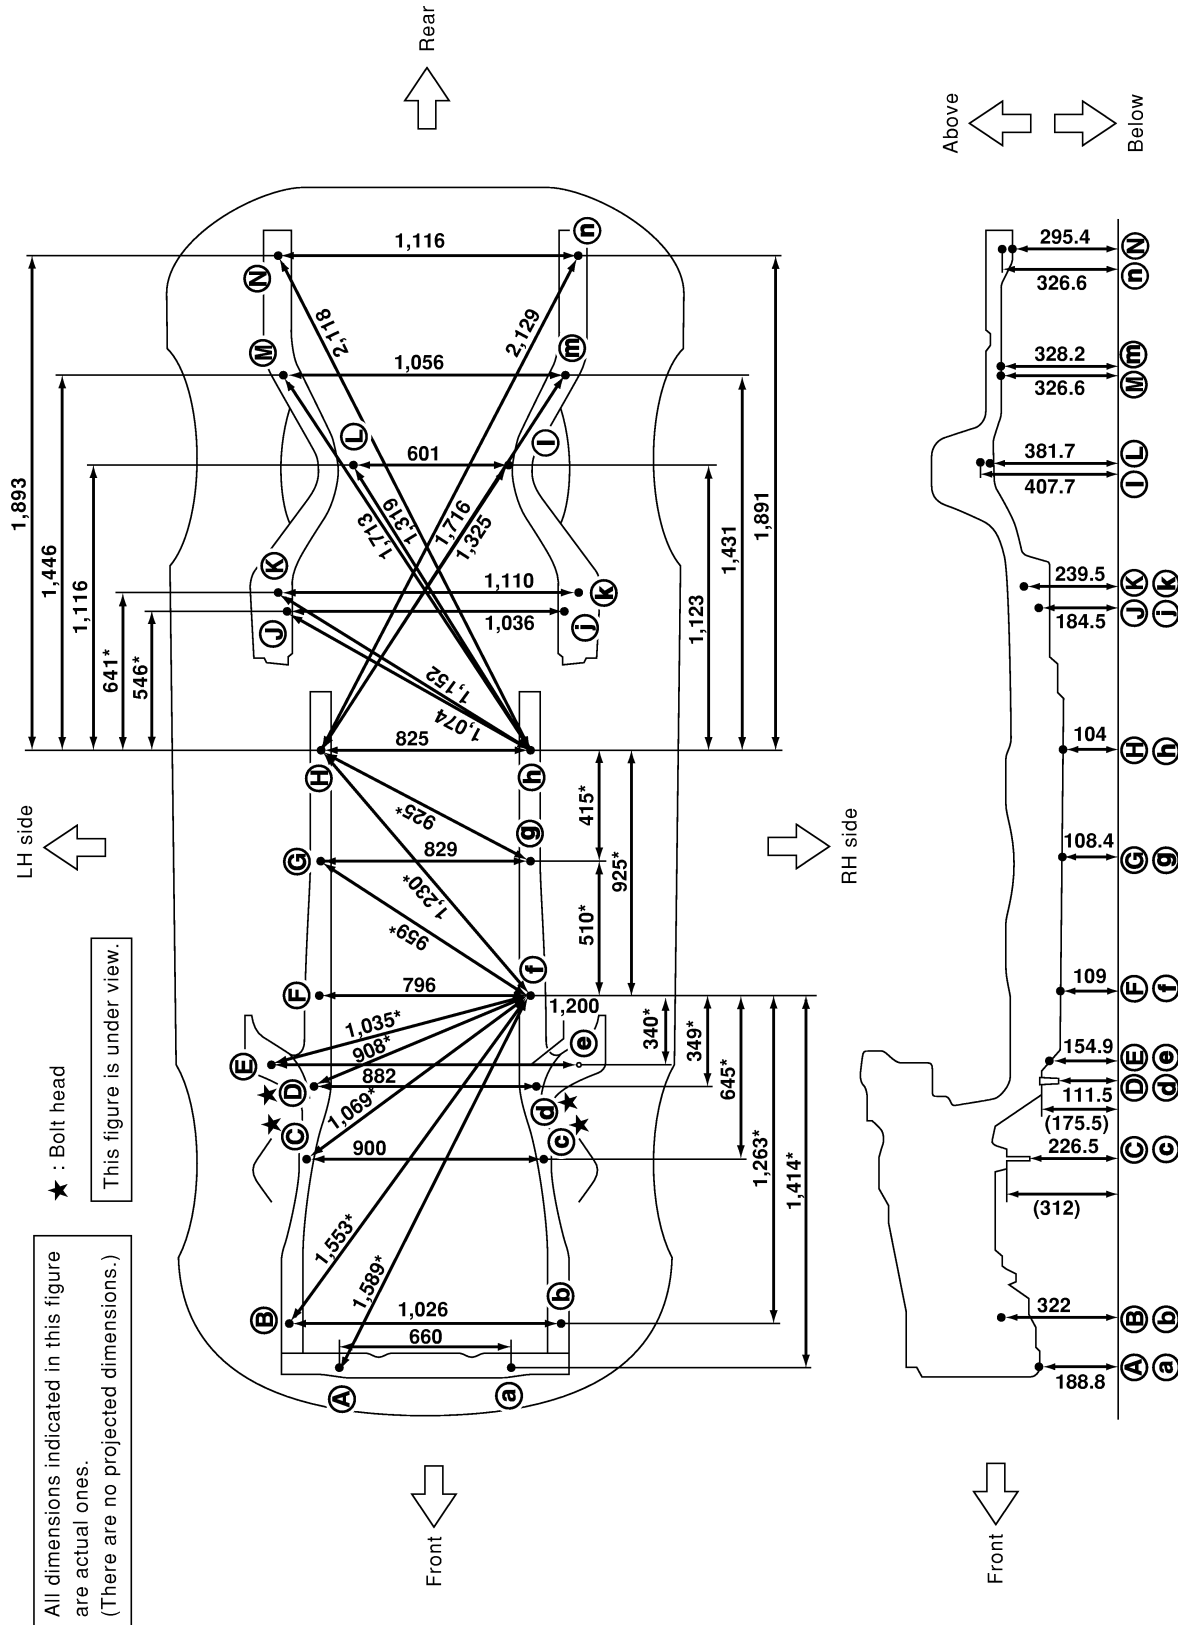 Rear
Above
Below
1,116
N
n
2,118
2,129
M
m
1,056
L
l
601
1,893
1,446
1,116
641*
546*
1,713
1,319
1,716
1,325
K
k
1,110
J
j
1,036
1,152
1,074
1,123
1,431
1,891
825
H
h
LH side
RH side
925*
415*
829
G
g
1,230*
925*
510*
959*
F
f
796
1,200
1,035*
908*
E
e
340*
349*
882
D
d
1,069*
645*
C
c
900
1,263*
1,414*
1,553*
1,589*
B
b
1,026
660
A
a
Front
★ : Bolt head
This figure is under view.
All dimensions indicated in this figure
are actual ones.
(There are no projected dimensions.)
295.4
N
326.6
n
328.2
m
326.6
M
381.7
L
407.7
l
239.5
K k
184.5
J j
104
H h
108.4
G g
109
F f
154.9
E e
111.5
D d
(175.5)
226.5
C c
(312)
322
B b
188.8
A a
Front